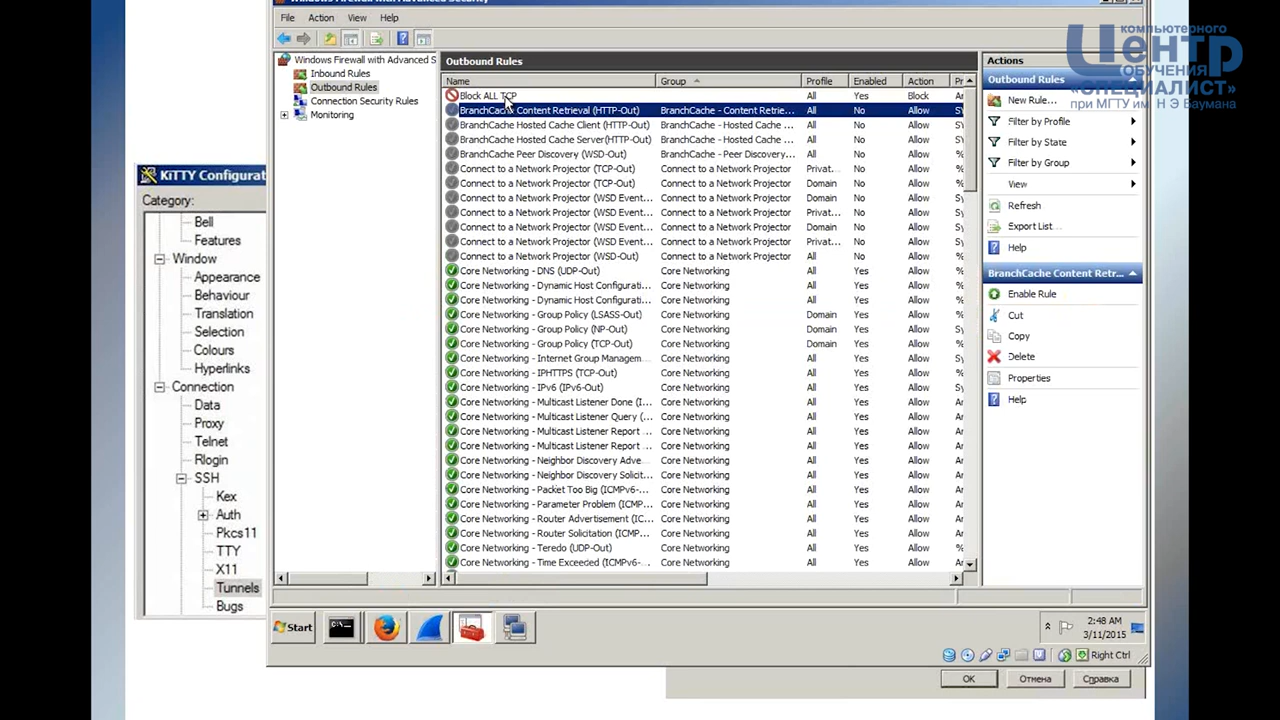 File Action View Help
компьютерного
Центр
ОБУЧЕНИЯ
«СПЕЦИАЛИСТ»
при МГТУ им. Н Э Баумана
Windows Firewall with Advanced S
Inbound Rules
Outbound Rules
Connection Security Rules
Monitoring
Outbound Rules
Name Group Profile Enabled Action
Block ALL TCP All Yes Block
BranchCache Content Retrieval (HTTP-Out) BranchCache - Content Retrie... All No Allow
BranchCache Hosted Cache Client (HTTP-Out) BranchCache - Hosted Cache ... All No Allow
BranchCache Hosted Cache Server(HTTP-Out) BranchCache - Hosted Cache ... All No Allow
BranchCache Peer Discovery (WSD-Out) BranchCache - Peer Discovery... All No Allow
Connect to a Network Projector (TCP-Out) Connect to a Network Projector Privat... No Allow
Connect to a Network Projector (TCP-Out) Connect to a Network Projector Domain No Allow
Connect to a Network Projector (WSD Event... Connect to a Network Projector Domain No Allow
Connect to a Network Projector (WSD Event... Connect to a Network Projector Privat... No Allow
Connect to a Network Projector (WSD Event... Connect to a Network Projector Domain No Allow
Connect to a Network Projector (WSD Event... Connect to a Network Projector Privat... No Allow
Connect to a Network Projector (WSD-Out) Connect to a Network Projector All No Allow
Core Networking - DNS (UDP-Out) Core Networking All Yes Allow
Core Networking - Dynamic Host Configurati... Core Networking All Yes Allow
Core Networking - Dynamic Host Configurati... Core Networking All Yes Allow
Core Networking - Group Policy (LSASS-Out) Core Networking Domain Yes Allow
Core Networking - Group Policy (NP-Out) Core Networking Domain Yes Allow
Core Networking - Group Policy (TCP-Out) Core Networking Domain Yes Allow
Core Networking - Internet Group Managem... Core Networking All Yes Allow
Core Networking - IPHTTPS (TCP-Out) Core Networking All Yes Allow
Core Networking - IPv6 (IPv6-Out) Core Networking All Yes Allow
Core Networking - Multicast Listener Done (I... Core Networking All Yes Allow
Core Networking - Multicast Listener Query (... Core Networking All Yes Allow
Core Networking - Multicast Listener Report ... Core Networking All Yes Allow
Core Networking - Multicast Listener Report ... Core Networking All Yes Allow
Core Networking - Neighbor Discovery Adve... Core Networking All Yes Allow
Core Networking - Neighbor Discovery Solicit... Core Networking All Yes Allow
Core Networking - Packet Too Big (ICMPv6-... Core Networking All Yes Allow
Core Networking - Parameter Problem (ICMP... Core Networking All Yes Allow
Core Networking - Router Advertisement (IC... Core Networking All Yes Allow
Core Networking - Router Solicitation (ICMP... Core Networking All Yes Allow
Core Networking - Teredo (UDP-Out) Core Networking All Yes Allow
Core Networking - Time Exceeded (ICMPv6-... Core Networking All Yes Allow
Actions
Outbound Rules
New Rule...
Filter by Profile
Filter by State
Filter by Group
View
Refresh
Export List...
Help
BranchCache Content Retr...
Enable Rule
Cut
Copy
Delete
Properties
Help
KiTTY Configurat
Category:
Bell
Features
Window
Appearance
Behaviour
Translation
Selection
Colours
Hyperlinks
Connection
Data
Proxy
Telnet
Rlogin
SSH
Kex
Auth
Pkcs11
TTY
X11
Tunnels
Bugs
Start
2:48 AM
3/11/2015
Right Ctrl
OK Отмена Справка